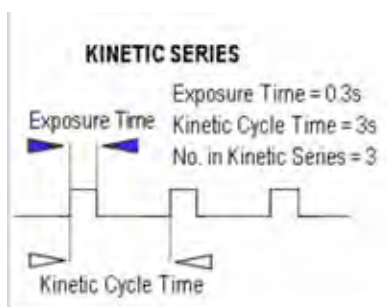 KINETIC SERIES
Exposure Time = 0.3s
Exposure Time
Kinetic Cycle Time = 3s
No. in Kinetic Series = 3
Kinetic Cycle Time